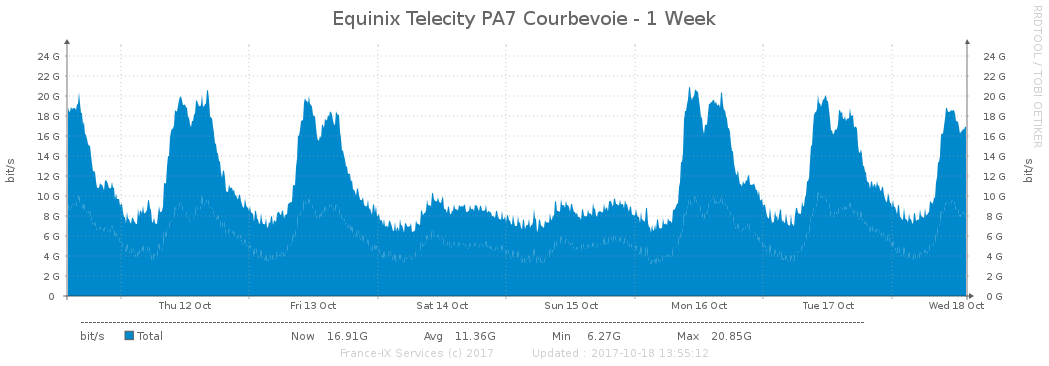 Equinix Telecity PA7 Courbevoie - 1 Week
RRDTOOL / TOBI OETIKER
24 G 24 G
22 G 22 G
20 G 20 G
18 G 18 G
16 G 16 G
14 G 14 G
12 G 12 G
10 G 10 G
8 G 8 G
6 G 6 G
4 G 4 G
2 G 2 G
0 0 G
bit/s
bit/s
Thu 12 Oct Fri 13 Oct Sat 14 Oct Sun 15 Oct Mon 16 Oct Tue 17 Oct Wed 18 Oct
bit/s Total Now 16.91G Avg 11.36G Min 6.27G Max 20.85G
France-IX Services (c) 2017 Updated : 2017-10-18 13:55:12